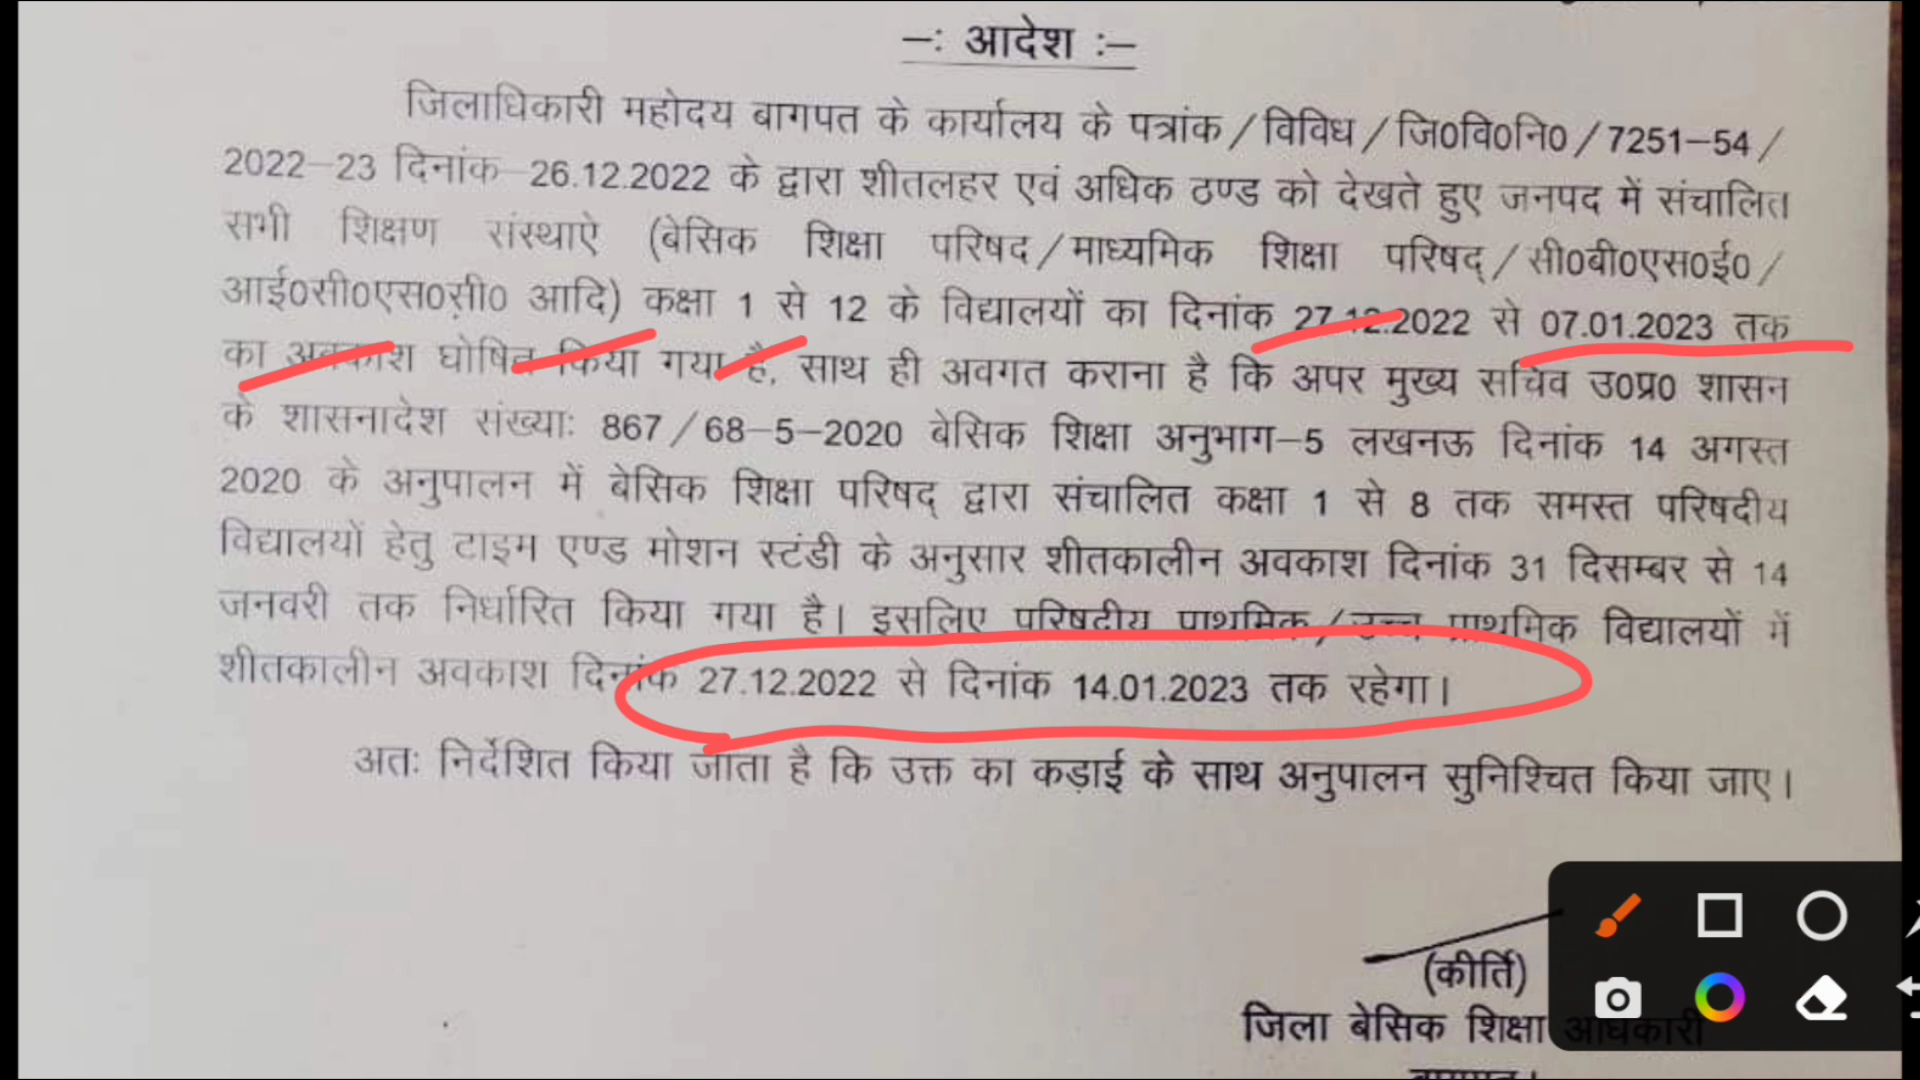 –: आदेश :–
जिलाधिकारी महोदय बागपत के कार्यालय के पत्रांक/विविध/जि0वि0नि0/7251–54/
2022–23 दिनांक 26.12.2022 के द्वारा शीतलहर एवं अधिक ठण्ड को देखते हुए जनपद में संचालित
सभी शिक्षण संस्थाऐ (बेसिक शिक्षा परिषद/माध्यमिक शिक्षा परिषद्/सी0बी0एस0ई0/
आई0सी0एस0सी0 आदि) कक्षा 1 से 12 के विद्यालयों का दिनांक 27.12.2022 से 07.01.2023 तक
का अवकाश घोषित किया गया है, साथ ही अवगत कराना है कि अपर मुख्य सचिव उ0प्र0 शासन
के शासनादेश संख्याः 867/68–5–2020 बेसिक शिक्षा अनुभाग–5 लखनऊ दिनांक 14 अगस्त
2020 के अनुपालन में बेसिक शिक्षा परिषद् द्वारा संचालित कक्षा 1 से 8 तक समस्त परिषदीय
विद्यालयों हेतु टाइम एण्ड मोशन स्टंडी के अनुसार शीतकालीन अवकाश दिनांक 31 दिसम्बर से 14
जनवरी तक निर्धारित किया गया है। इसलिए परिषदीय प्राथमिक/उच्च प्राथमिक विद्यालयों में
शीतकालीन अवकाश दिनांक 27.12.2022 से दिनांक 14.01.2023 तक रहेगा।
अतः निर्देशित किया जाता है कि उक्त का कड़ाई के साथ अनुपालन सुनिश्चित किया जाए।
(कीर्ति)
जिला बेसिक शिक्षा अधिकारी